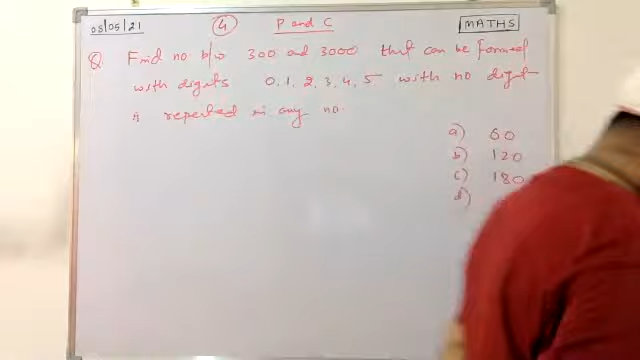 03/05/21 4 P and C MATHS
Q Find no b/w 300 and 3000 that can be formed
with digits 0, 1, 2, 3, 4, 5 with no digit
is repeated in any no.
a) 60
b) 120
c) 180
d)